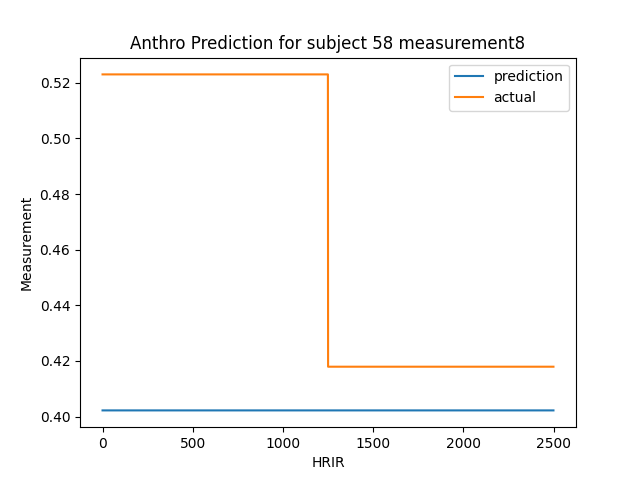 Anthro Prediction for subject 58 measurement8
prediction
actual
0.52
0.50
0.48
0.46
0.44
0.42
0.40
Measurement
0
500
1000
1500
2000
2500
HRIR